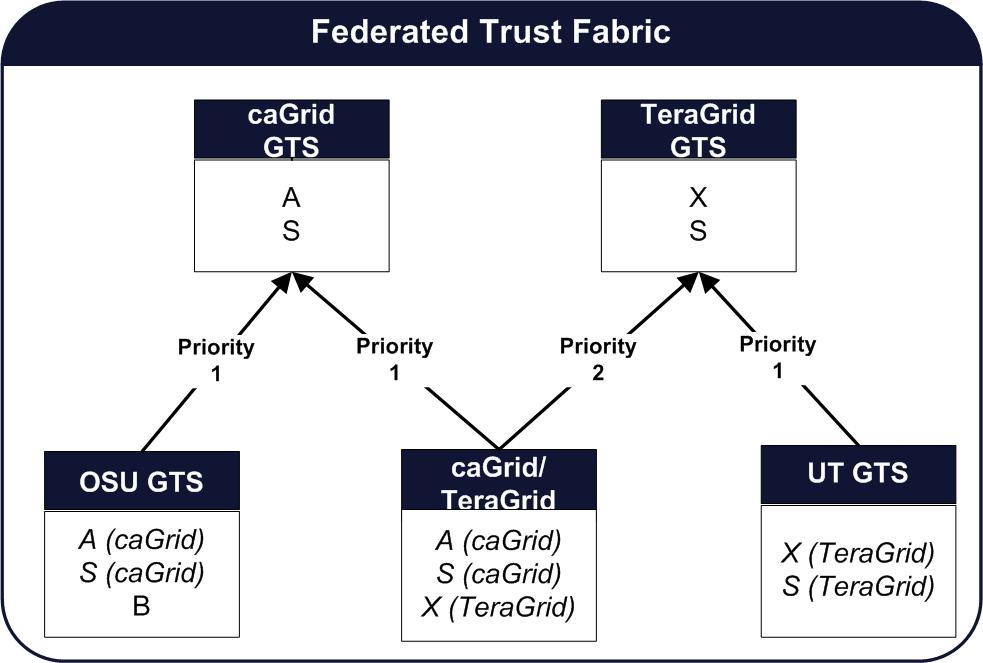 Federated Trust Fabric
caGrid
GTS
A
S
TeraGrid
GTS
X
S
Priority
1
Priority
1
Priority
2
Priority
1
OSU GTS
A (caGrid)
S (caGrid)
B
caGrid/
TeraGrid
A (caGrid)
S (caGrid)
X (TeraGrid)
UT GTS
X (TeraGrid)
S (TeraGrid)